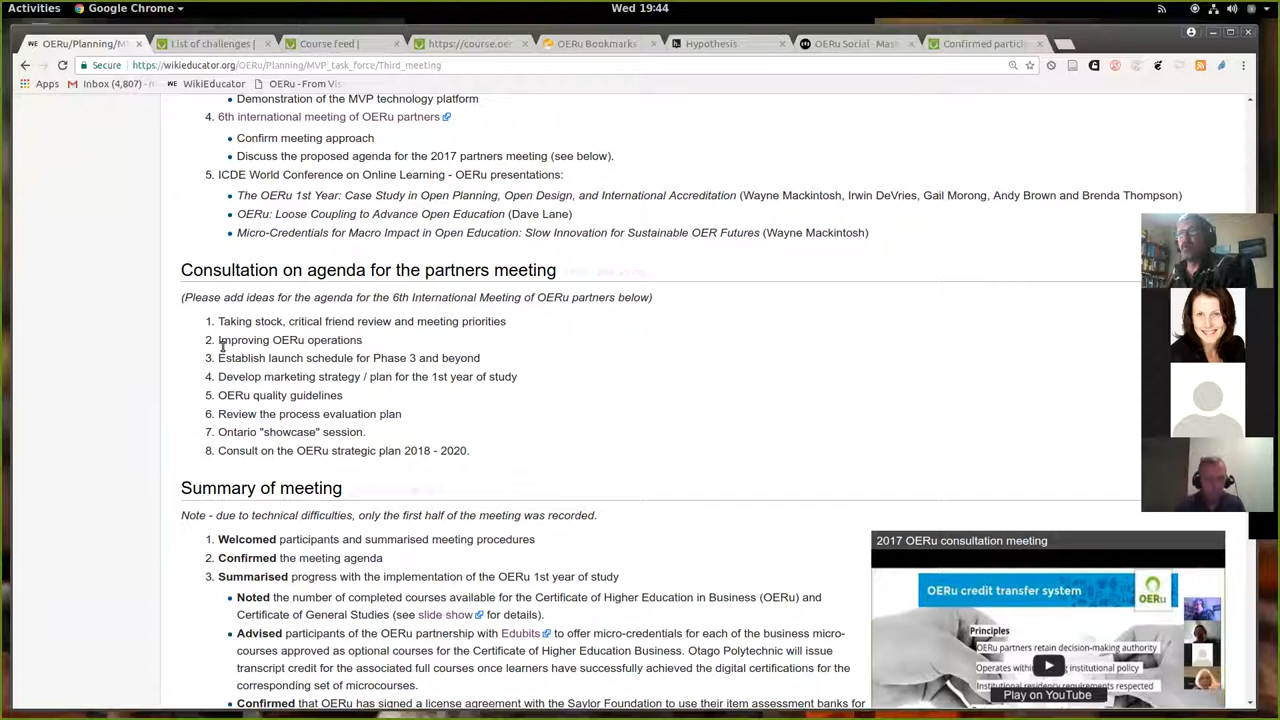 Activities
Google Chrome
Wed 19:44
WE OERu/Planning/M
List of challenges |
Course feed |
https://course.oer
OERu Bookmarks
Hypothesis
OERu Social - Mast
Confirmed partici
Secure https://wikieducator.org/OERu/Planning/MVP_task_force/Third_meeting
Apps
Inbox (4,807) - n
WE WikiEducator
OERu - From Vis
Demonstration of the MVP technology platform
4. 6th international meeting of OERu partners
Confirm meeting approach
Discuss the proposed agenda for the 2017 partners meeting (see below).
5. ICDE World Conference on Online Learning - OERu presentations:
The OERu 1st Year: Case Study in Open Planning, Open Design, and International Accreditation (Wayne Mackintosh, Irwin DeVries, Gail Morong, Andy Brown and Brenda Thompson)
OERu: Loose Coupling to Advance Open Education (Dave Lane)
Micro-Credentials for Macro Impact in Open Education: Slow Innovation for Sustainable OER Futures (Wayne Mackintosh)
Consultation on agenda for the partners meeting
(Please add ideas for the agenda for the 6th International Meeting of OERu partners below)
1. Taking stock, critical friend review and meeting priorities
2. Improving OERu operations
3. Establish launch schedule for Phase 3 and beyond
4. Develop marketing strategy / plan for the 1st year of study
5. OERu quality guidelines
6. Review the process evaluation plan
7. Ontario "showcase" session.
8. Consult on the OERu strategic plan 2018 - 2020.
Summary of meeting
Note - due to technical difficulties, only the first half of the meeting was recorded.
1. Welcomed participants and summarised meeting procedures
2. Confirmed the meeting agenda
3. Summarised progress with the implementation of the OERu 1st year of study
Noted the number of completed courses available for the Certificate of Higher Education in Business (OERu) and
Certificate of General Studies (see slide show for details).
Advised participants of the OERu partnership with Edubits to offer micro-credentials for each of the business micro-
courses approved as optional courses for the Certificate of Higher Education Business. Otago Polytechnic will issue
transcript credit for the associated full courses once learners have successfully achieved the digital certifications for the
corresponding set of microcourses.
Confirmed that OERu has signed a license agreement with the Saylor Foundation to use their item assessment banks for
2017 OERu consultation meeting
OERu credit transfer system
OERu
Principles
OERu partners retain decision-making authority
Operates within institutional policy
Institutional residency requirements respected
Play on YouTube